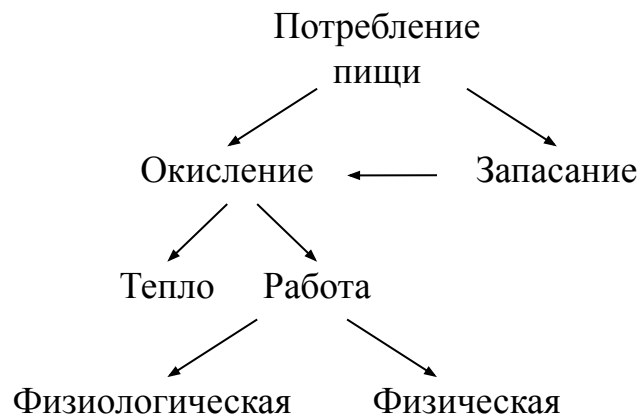 Потребление
пищи
Окисление Запасание
Тепло Работа
Физиологическая Физическая